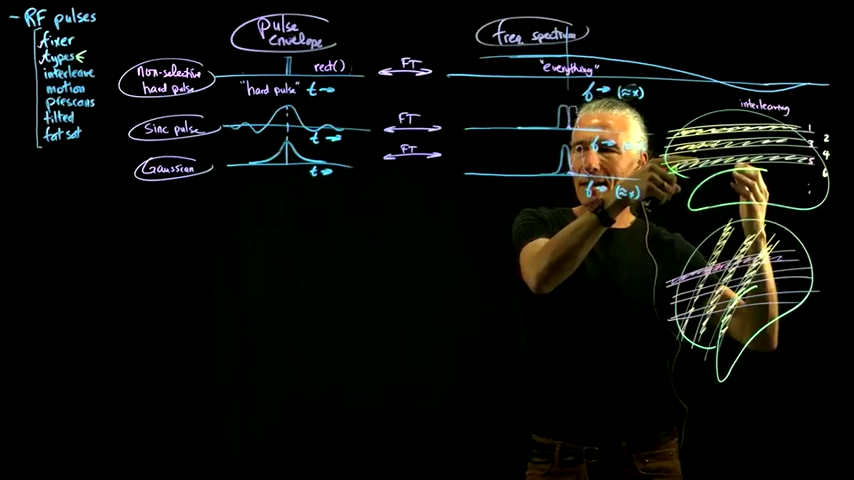 - RF pulses
fixer
types
interleave
motion
prescans
tilted
fat sat
pulse
envelope
freq spectrum
non-selective
hard pulse
rect()
"hard pulse"
t
FT
"everything"
f → (≈x)
Sinc pulse
t
FT
f → (≈x)
Gaussian
t
FT
f → (≈x)
interleaving
1
2
3
4
5
6